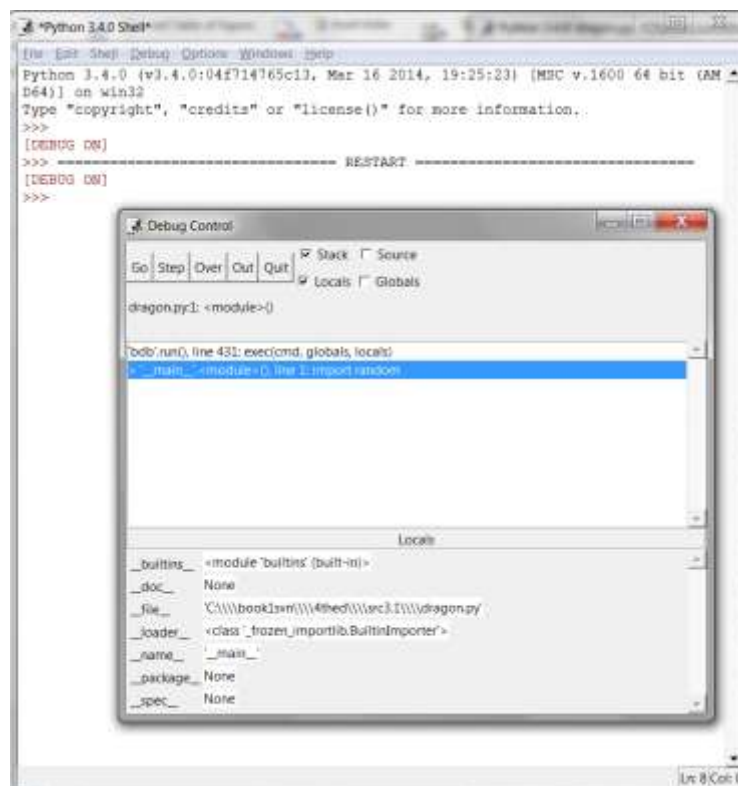 *Python 3.4.0 Shell*
File Edit Shell Debug Options Windows Help
Python 3.4.0 (v3.4.0:04f714765c13, Mar 16 2014, 19:25:23) [MSC v.1600 64 bit (AM
D64)] on win32
Type "copyright", "credits" or "license()" for more information.
>>>
[DEBUG ON]
>>> ================================ RESTART ================================
[DEBUG ON]
>>>
Debug Control
Go Step Over Out Quit Stack Source
Locals Globals
dragon.py:1: <module>()
'bdb'.run(), line 431: exec(cmd, globals, locals)
> '__main__'.<module>(), line 1: import random
Locals
__builtins__ <module 'builtins' (built-in)>
__doc__ None
__file__ 'C:\\\\book1svn\\\\4thed\\\\src3.1\\\\dragon.py'
__loader__ <class '_frozen_importlib.BuiltinImporter'>
__name__ '__main__'
__package__ None
__spec__ None
Ln: 8 Col: